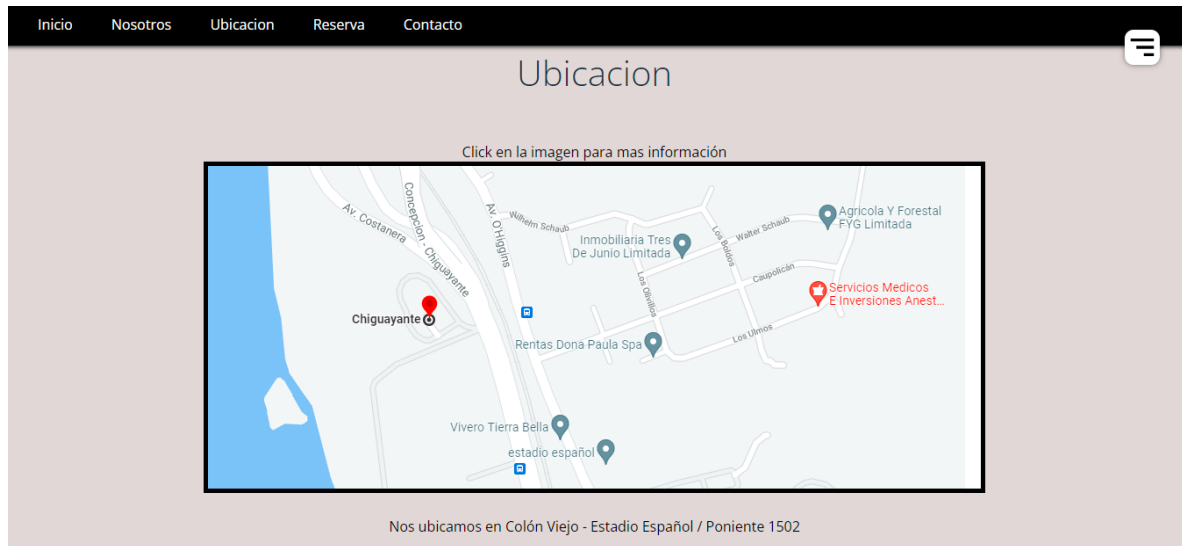 Inicio Nosotros Ubicacion Reserva Contacto
Ubicacion
Click en la imagen para mas información
Av. Costanera
Concepcion - Chiguayante
Av. O'Higgins
Wilhelm Schaub
Inmobiliaria Tres
De Junio Limitada
Los Boldos
Walter Schaub
Agricola Y Forestal
FYG Limitada
Caupolicán
Los Olivillos
Servicios Medicos
E Inversiones Anest...
Chiguayante
Los Ulmos
Rentas Dona Paula Spa
Vivero Tierra Bella
estadio español
Nos ubicamos en Colón Viejo - Estadio Español / Poniente 1502